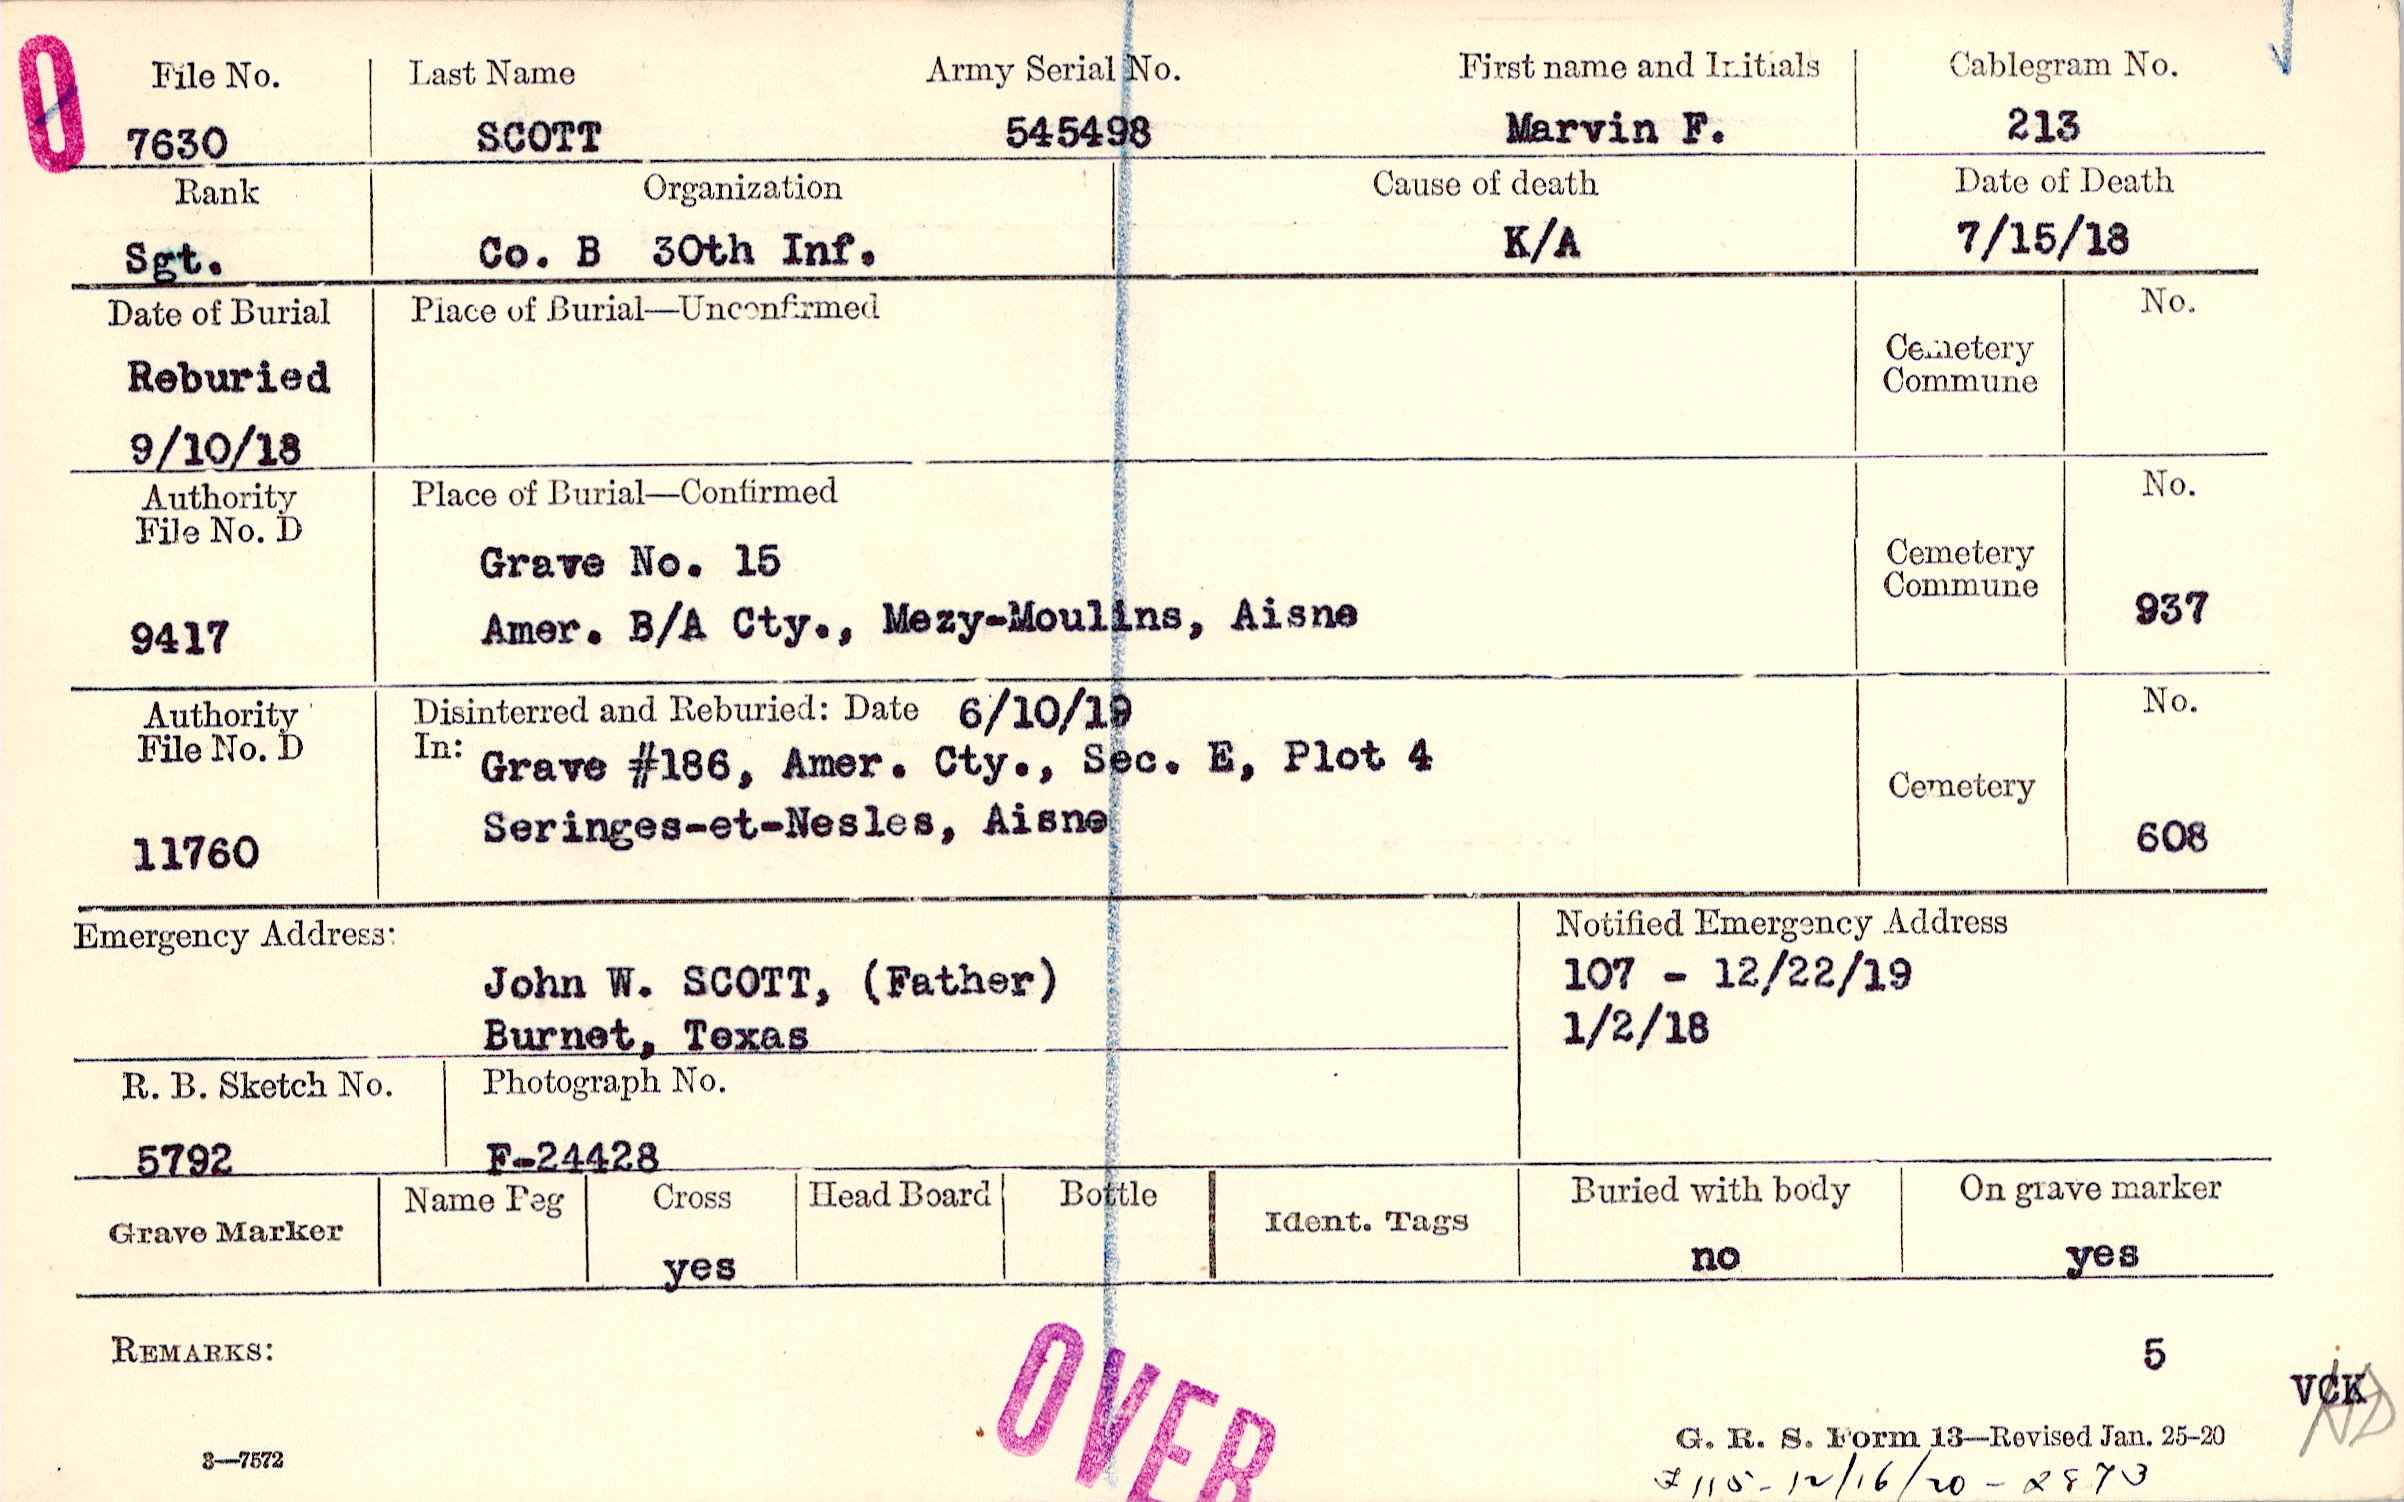 0
File No. Last Name Army Serial No. First name and Initials Cablegram No.
7630 SCOTT 545498 Marvin F. 213
Rank Organization Cause of death Date of Death
Sgt. Co. B 30th Inf. K/A 7/15/18
Date of Burial Place of Burial—Unconfirmed No.
Cemetery
Commune
Reburied
9/10/18
Authority Place of Burial—Confirmed No.
File No. D
Grave No. 15 Cemetery
Commune
9417 Amer. B/A Cty., Mezy-Moulins, Aisne 937
Authority Disinterred and Reburied: Date 6/10/19 No.
File No. D In: Grave #186, Amer. Cty., Sec. E, Plot 4
Cemetery
Seringes-et-Nesles, Aisne
11760 608
Emergency Address: Notified Emergency Address
John W. SCOTT, (Father) 107 - 12/22/19
Burnet, Texas 1/2/18
R. B. Sketch No. Photograph No.
5792 F-24428
Grave Marker Name Peg Cross Head Board Bottle Ident. Tags Buried with body On grave marker
yes no yes
REMARKS: 5
VCK
OVER
G. R. S. Form 13—Revised Jan. 25-20
3—7572
115-12/16/20-2873